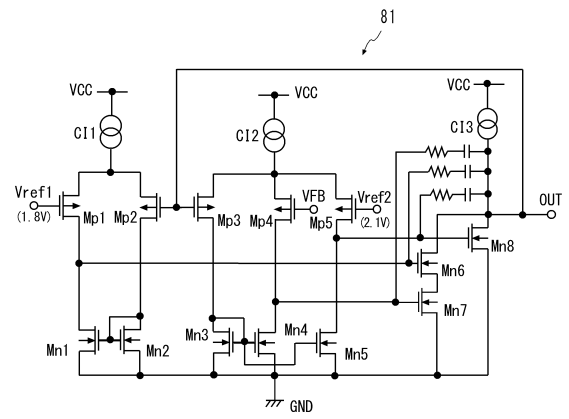 81
VCC
VCC
VCC
CI1
CI2
CI3
Vref1
(1.8V)
Mp1
Mp2
Mp3
Mp4
VFB
Mp5
Vref2
(2.1V)
OUT
Mn8
Mn6
Mn7
Mn1
Mn2
Mn3
Mn4
Mn5
GND